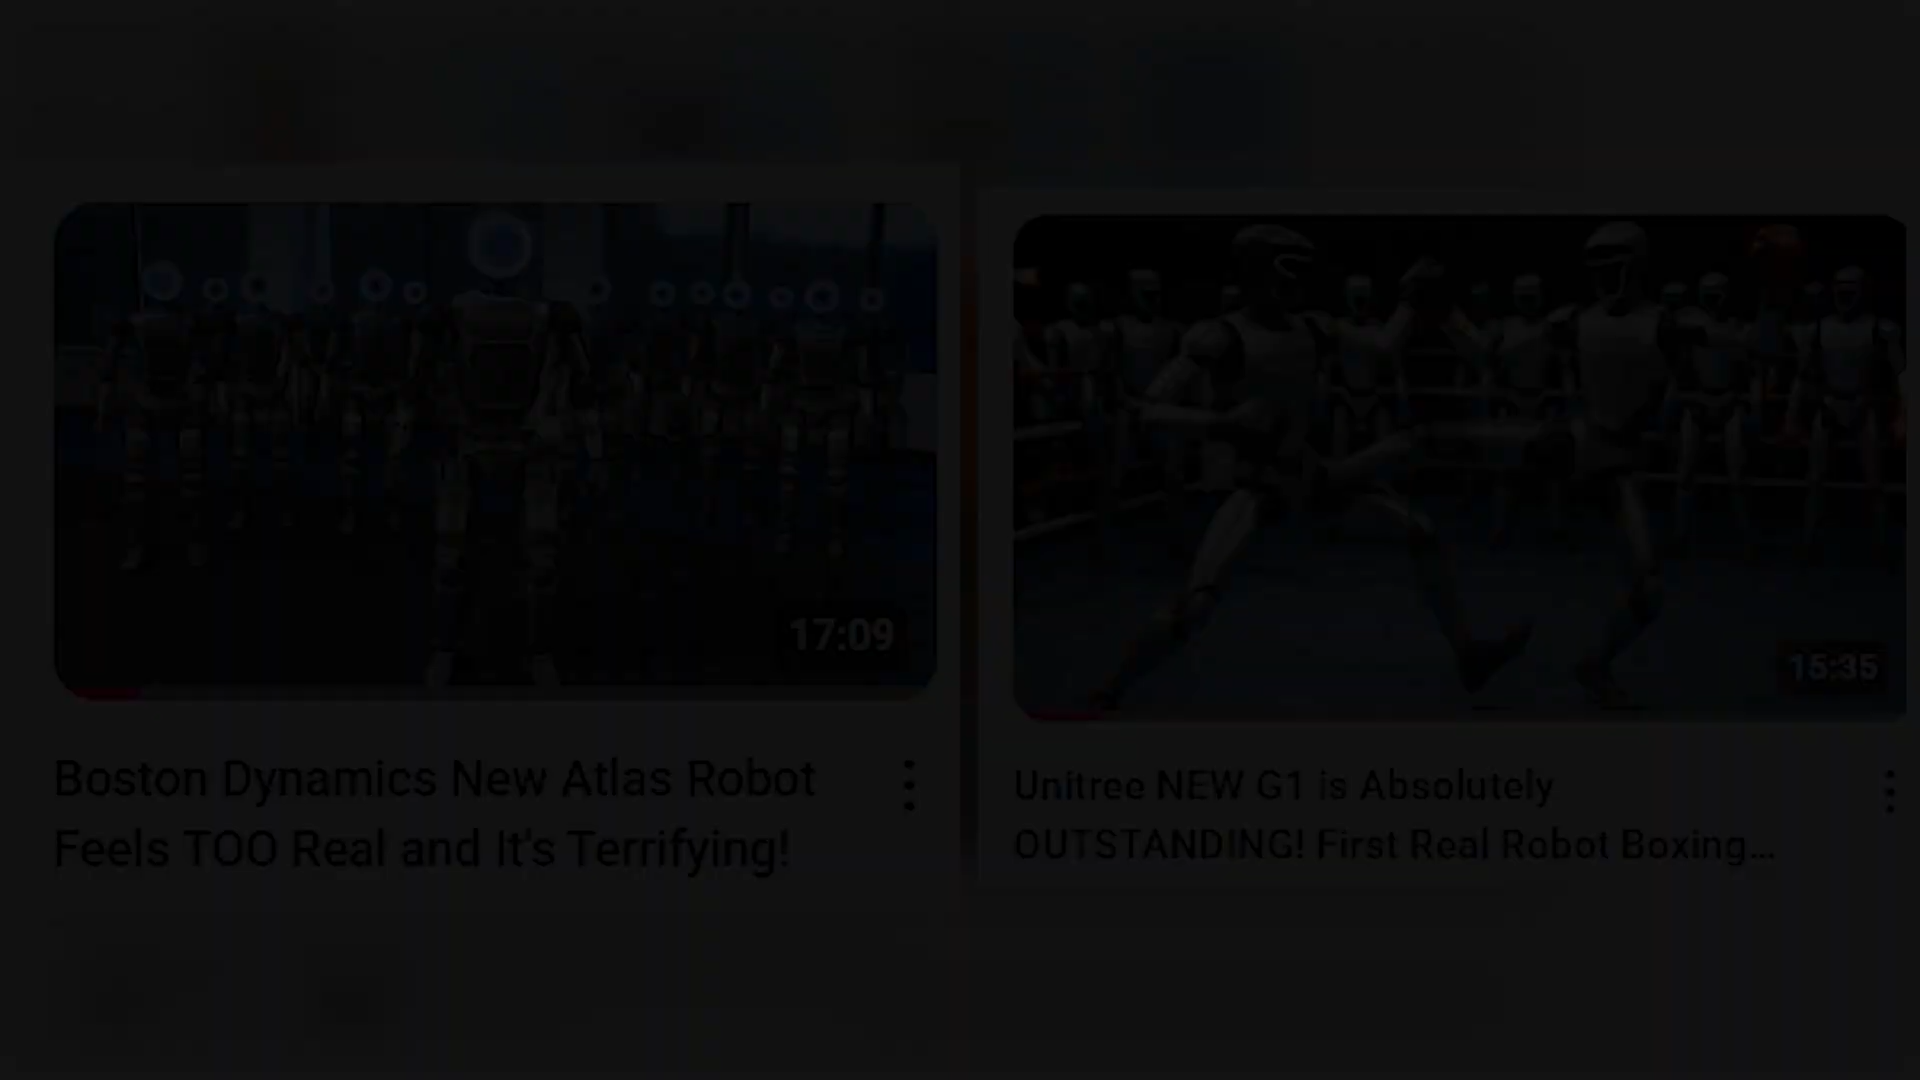 17:09
Boston Dynamics New Atlas Robot
Feels TOO Real and It's Terrifying!
15:35
Unitree NEW G1 is Absolutely
OUTSTANDING! First Real Robot Boxing...